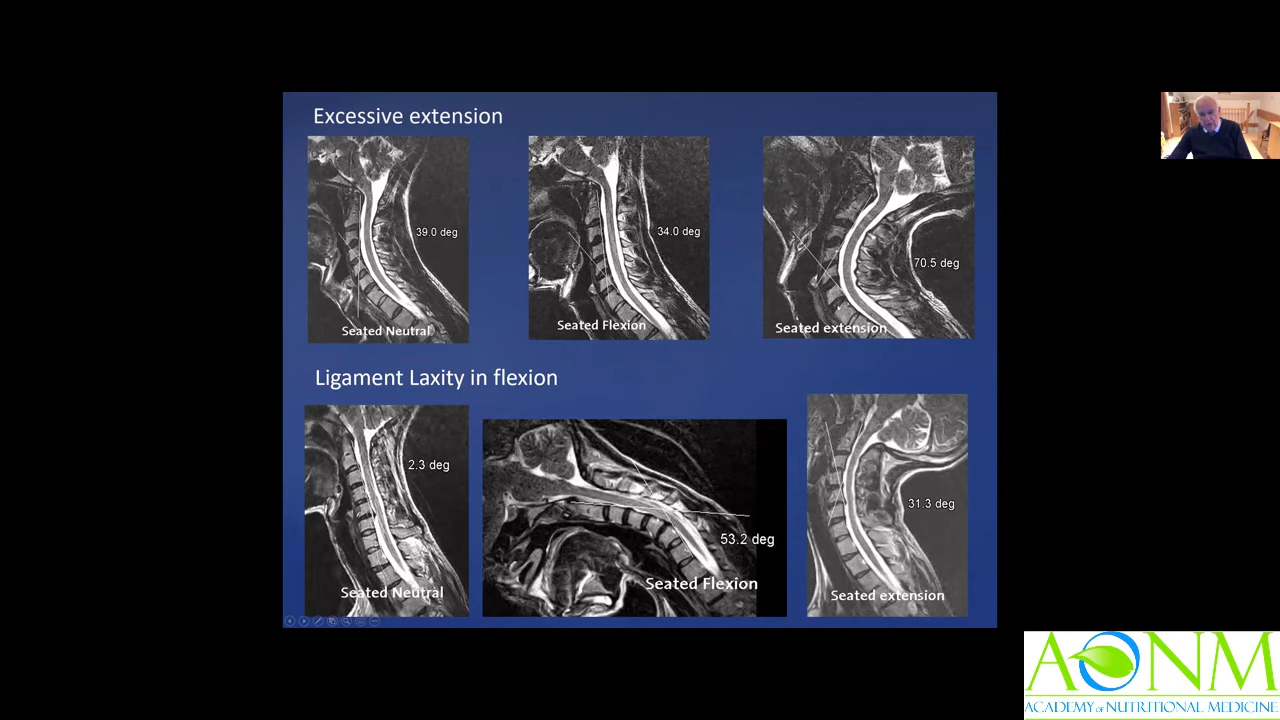 Excessive extension
39.0 deg
34.0 deg
70.5 deg
Seated Neutral
Seated Flexion
Seated extension
Ligament Laxity in flexion
2.3 deg
53.2 deg
31.3 deg
Seated Neutral
Seated Flexion
Seated extension
AONM
ACADEMY of NUTRITIONAL MEDICINE